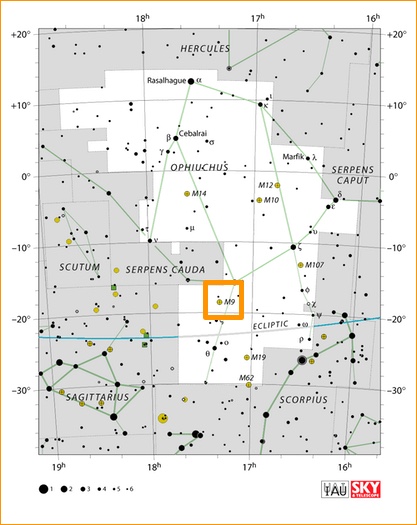 18h 17h 16h
+20° +20°
HERCULES
Rasalhague α
+10° +10°
κ ι
β Cebalrai
γ σ
Marfik λ
OPHIUCHUS
SERPENS
CAPUT
0° 0°
M12
M14
M10
δ
ε
μ
υ
τ
ν
-10° -10°
ζ
SCUTUM
SERPENS CAUDA
M107
η
φ
M9
χ
ψ
-20° -20°
ξ
ECLIPTIC
ω
ο
θ
ρ
M19
M62
-30° -30°
SAGITTARIUS
SCORPIUS
19h 18h 17h 16h
1 2 3 4 5 6
IAU
SKY
& TELESCOPE